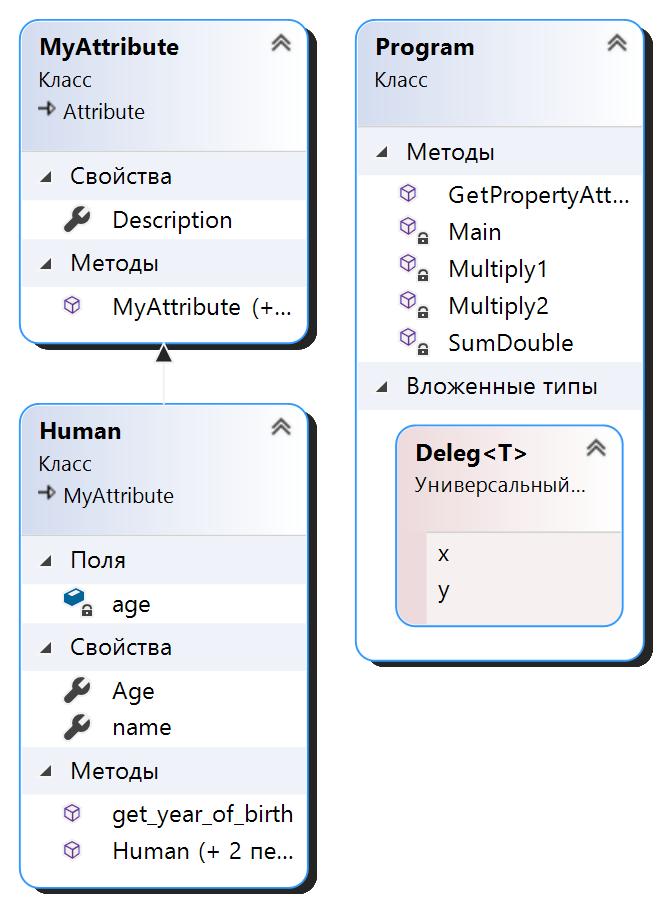 MyAttribute
Класс
Attribute
Свойства
Description
Методы
MyAttribute (+...
Human
Класс
MyAttribute
Поля
age
Свойства
Age
name
Методы
get_year_of_birth
Human (+ 2 пе...
Program
Класс
Методы
GetPropertyAtt...
Main
Multiply1
Multiply2
SumDouble
Вложенные типы
Deleg<T>
Универсальный...
x
y